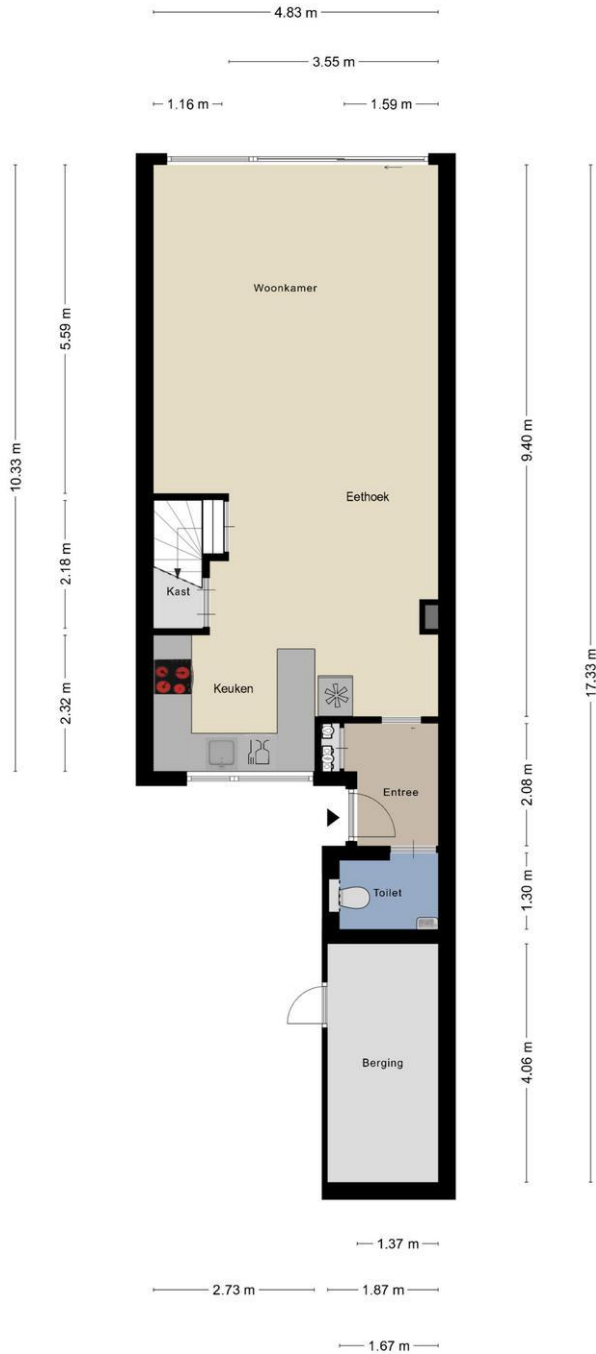 4.83 m
3.55 m
1.16 m
1.59 m
Woonkamer
5.59 m
10.33 m
9.40 m
Eethoek
2.18 m
Kast
17.33 m
Keuken
2.32 m
2.08 m
Entree
1.30 m
Toilet
Berging
4.06 m
1.37 m
2.73 m
1.87 m
1.67 m